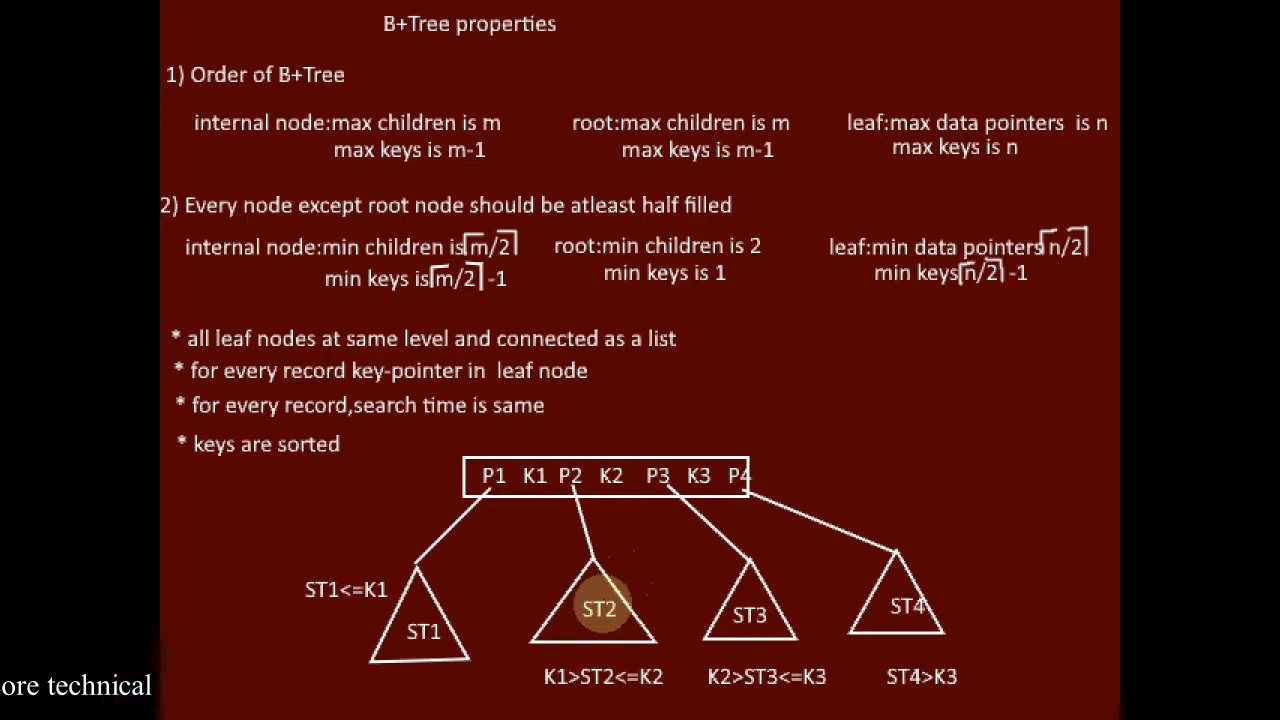 B+Tree properties
1) Order of B+Tree
internal node:max children is m root:max children is m leaf:max data pointers is n
max keys is m-1 max keys is m-1 max keys is n
2) Every node except root node should be atleast half filled
internal node:min children is⌈m/2⌉ root:min children is 2 leaf:min data pointers⌈n/2⌉
min keys is⌈m/2⌉ -1 min keys is 1 min keys⌈n/2⌉ -1
* all leaf nodes at same level and connected as a list
* for every record key-pointer in leaf node
* for every record,search time is same
* keys are sorted
P1 K1 P2 K2 P3 K3 P4
ST1<=K1
ST1 ST2 ST3 ST4
K1>ST2<=K2 K2>ST3<=K3 ST4>K3
ore technical